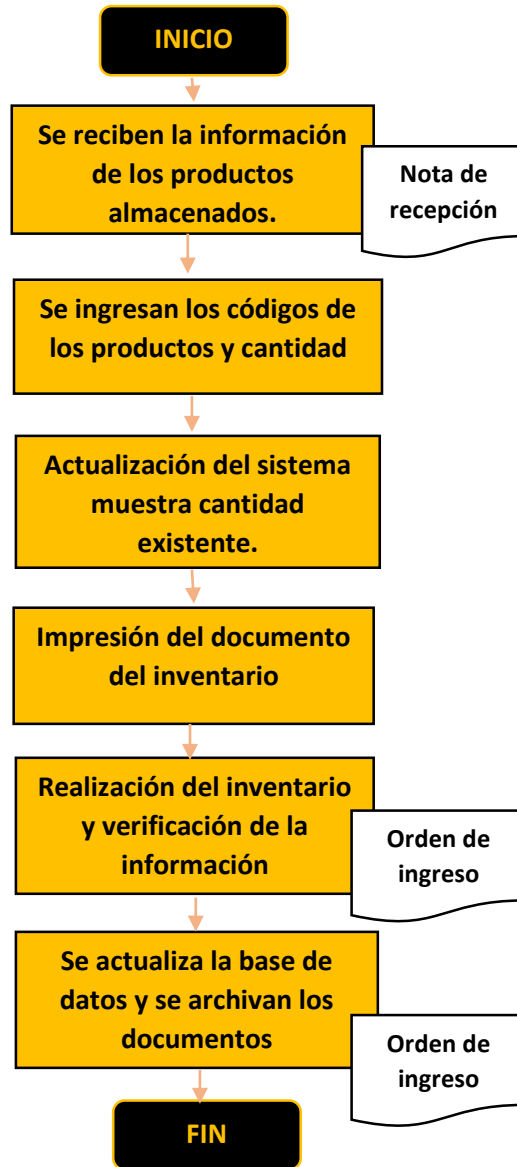 INICIO
Se reciben la información
de los productos
almacenados.
Nota de
recepción
Se ingresan los códigos de
los productos y cantidad
Actualización del sistema
muestra cantidad
existente.
Impresión del documento
del inventario
Realización del inventario
y verificación de la
información
Orden de
ingreso
Se actualiza la base de
datos y se archivan los
documentos
Orden de
ingreso
FIN